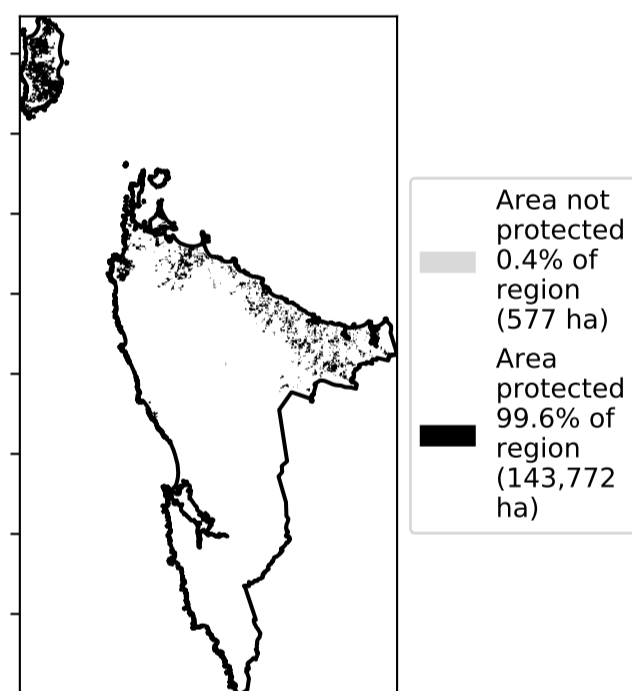 Area not
protected
0.4% of
region
(577 ha)
Area
protected
99.6% of
region
(143,772
ha)